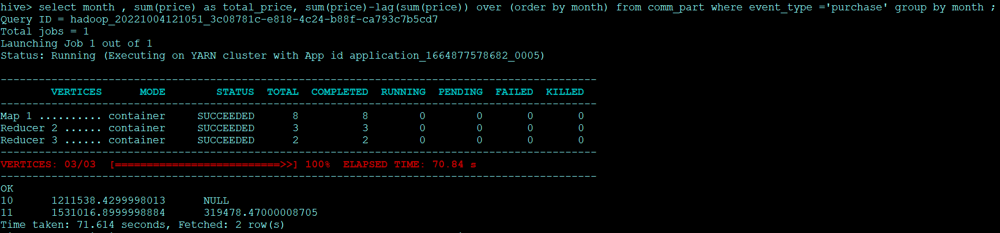 hive> select month , sum(price) as total_price, sum(price)-lag(sum(price)) over (order by month) from comm_part where event_type ='purchase' group by month ;
Query ID = hadoop_20221004121051_3c08781c-e818-4c24-b88f-ca793c7b5cd7
Total jobs = 1
Launching Job 1 out of 1
Status: Running (Executing on YARN cluster with App id application_1664877578682_0005)
----------------------------------------------------------------------------------------------
VERTICES MODE STATUS TOTAL COMPLETED RUNNING PENDING FAILED KILLED
----------------------------------------------------------------------------------------------
Map 1 .......... container SUCCEEDED 8 8 0 0 0 0
Reducer 2 ...... container SUCCEEDED 3 3 0 0 0 0
Reducer 3 ...... container SUCCEEDED 2 2 0 0 0 0
----------------------------------------------------------------------------------------------
VERTICES: 03/03 [==========================>>] 100% ELAPSED TIME: 70.84 s
----------------------------------------------------------------------------------------------
OK
10 1211538.4299998013 NULL
11 1531016.8999998884 319478.47000008705
Time taken: 71.614 seconds, Fetched: 2 row(s)